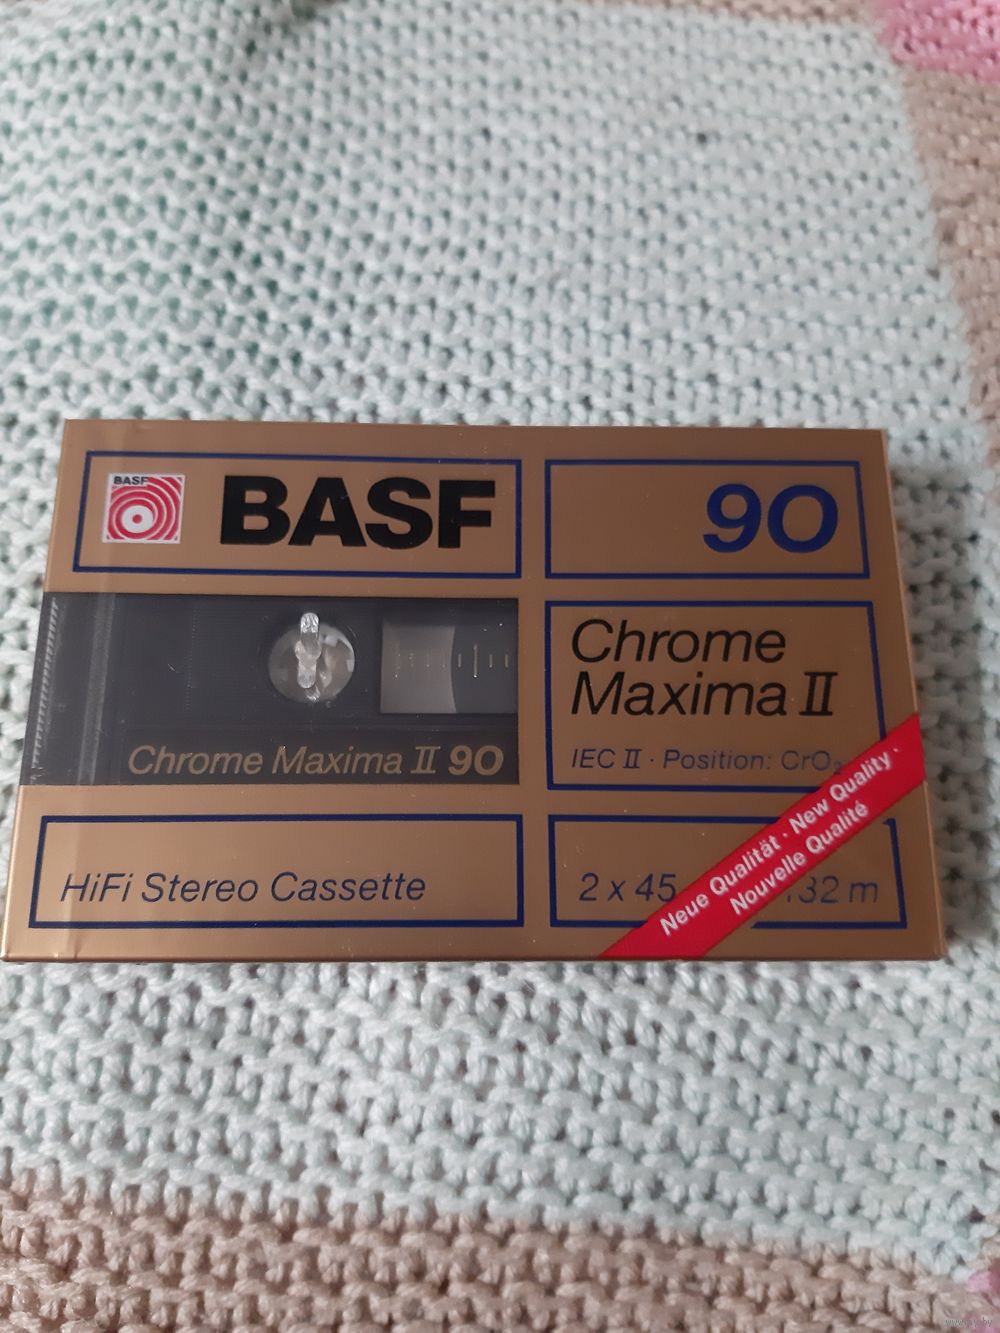 BASF
BASF
90
Chrome
Maxima II
IEC II · Position: CrO₂
Chrome Maxima II 90
HiFi Stereo Cassette
2 x 45
32 m
Neue Qualität · New Quality ·
Nouvelle Qualité